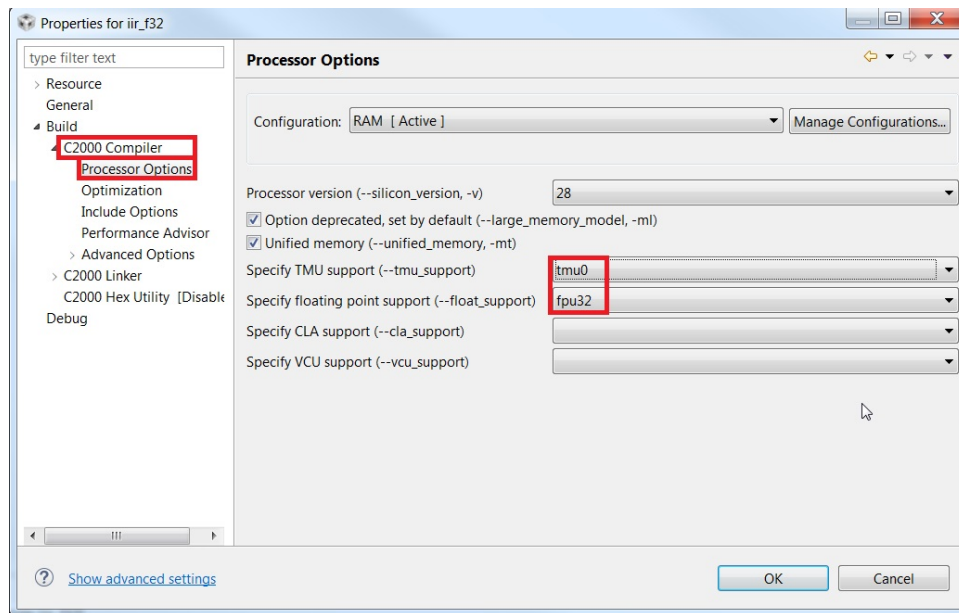 Properties for iir_f32
type filter text
Resource
General
Build
C2000 Compiler
Processor Options
Optimization
Include Options
Performance Advisor
Advanced Options
C2000 Linker
C2000 Hex Utility [Disable
Debug
Processor Options
Configuration: RAM [ Active ] Manage Configurations...
Processor version (--silicon_version, -v) 28
Option deprecated, set by default (--large_memory_model, -ml)
Unified memory (--unified_memory, -mt)
Specify TMU support (--tmu_support) tmu0
Specify floating point support (--float_support) fpu32
Specify CLA support (--cla_support)
Specify VCU support (--vcu_support)
Show advanced settings
OK Cancel